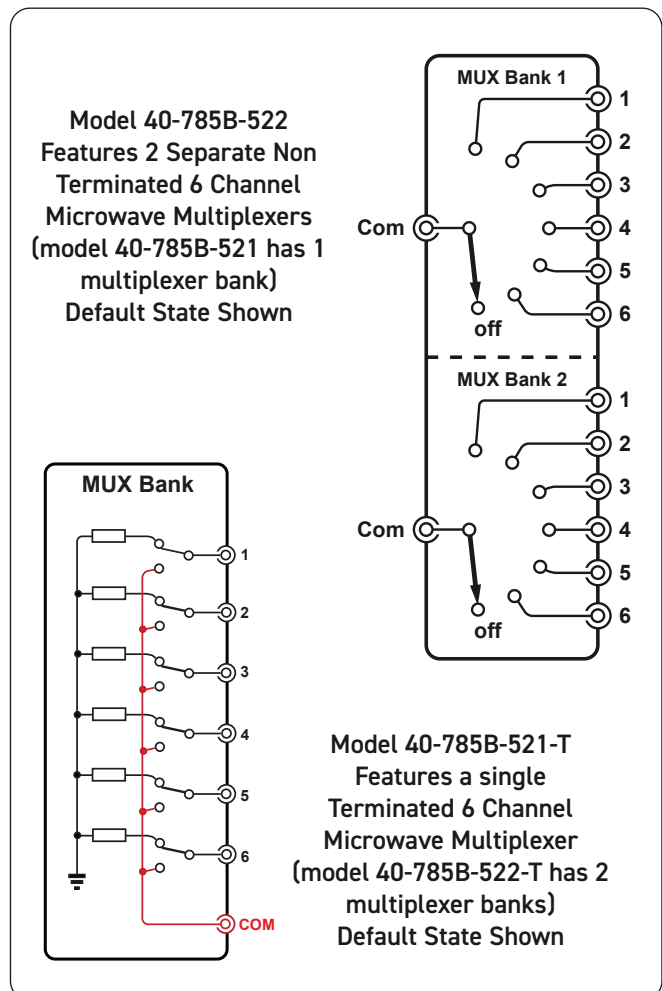 Model 40-785B-522
Features 2 Separate Non
Terminated 6 Channel
Microwave Multiplexers
(model 40-785B-521 has 1
multiplexer bank)
Default State Shown
MUX Bank 1
1
2
3
Com
4
5
6
off
MUX Bank 2
1
2
3
Com
4
5
6
off
MUX Bank
1
2
3
4
5
6
COM
Model 40-785B-521-T
Features a single
Terminated 6 Channel
Microwave Multiplexer
(model 40-785B-522-T has 2
multiplexer banks)
Default State Shown